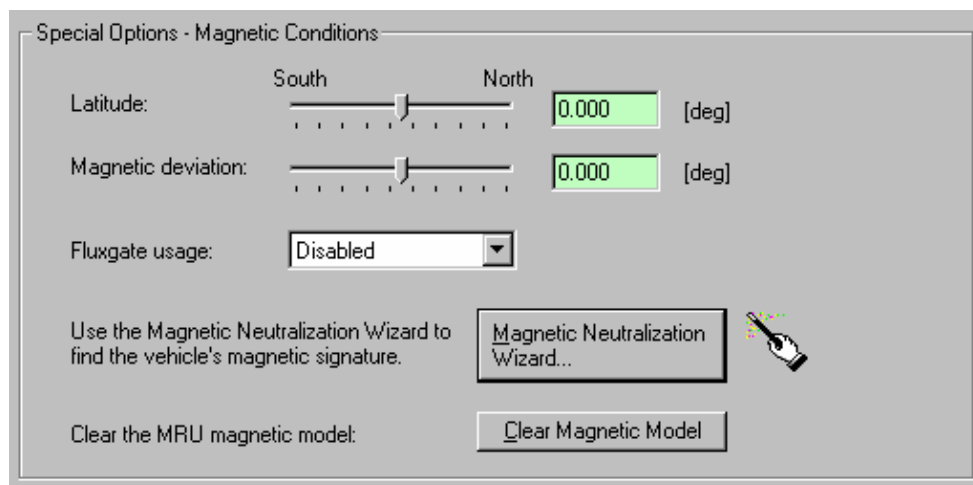 Special Options - Magnetic Conditions
South North
Latitude: 0.000 [deg]
Magnetic deviation: 0.000 [deg]
Fluxgate usage: Disabled
Use the Magnetic Neutralization Wizard to
find the vehicle's magnetic signature.
Magnetic Neutralization
Wizard...
Clear the MRU magnetic model: Clear Magnetic Model